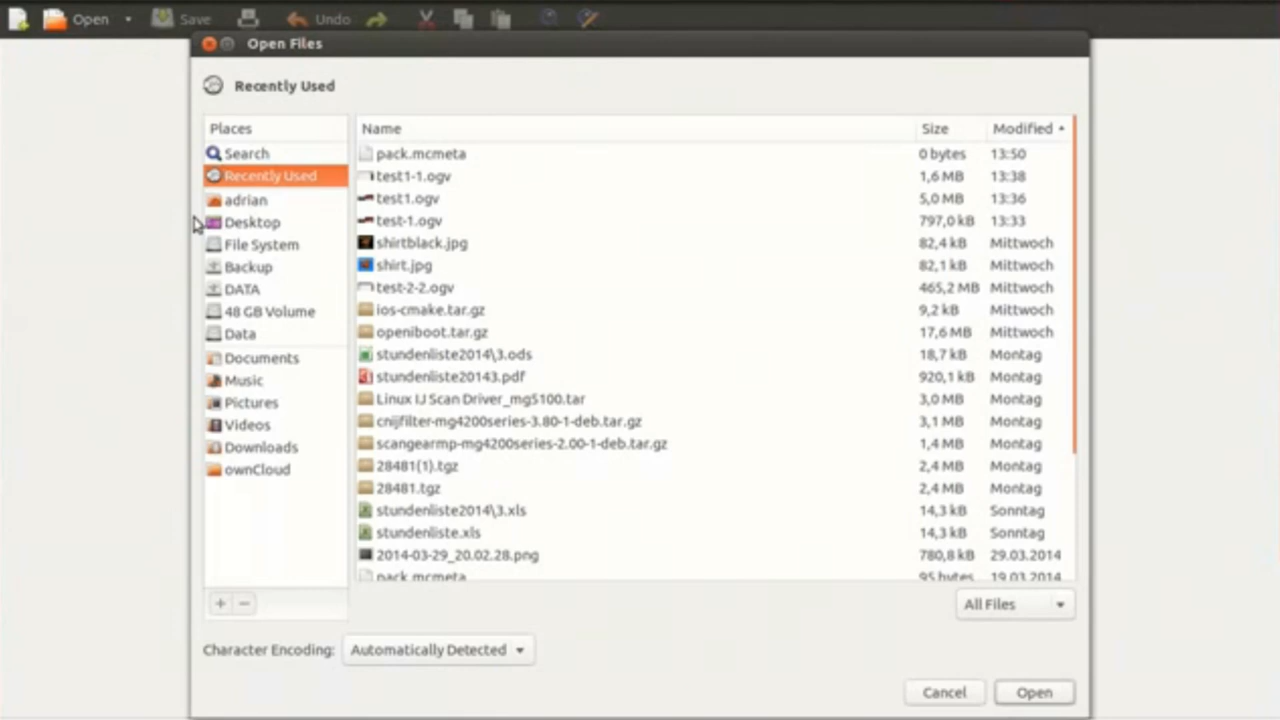 Open Save Undo
Open Files
Recently Used
Places
Search
Recently Used
adrian
Desktop
File System
Backup
DATA
48 GB Volume
Data
Documents
Music
Pictures
Videos
Downloads
ownCloud
Name Size Modified
pack.mcmeta 0 bytes 13:50
test1-1.ogv 1,6 MB 13:38
test1.ogv 5,0 MB 13:36
test-1.ogv 797,0 kB 13:33
shirtblack.jpg 82,4 kB Mittwoch
shirt.jpg 82,1 kB Mittwoch
test-2-2.ogv 465,2 MB Mittwoch
ios-cmake.tar.gz 9,2 kB Mittwoch
openiboot.tar.gz 17,6 MB Mittwoch
stundenliste2014\3.ods 18,7 kB Montag
stundenliste20143.pdf 920,1 kB Montag
Linux IJ Scan Driver_mg5100.tar 3,0 MB Montag
cnijfilter-mg4200series-3.80-1-deb.tar.gz 3,1 MB Montag
scangearmp-mg4200series-2.00-1-deb.tar.gz 1,4 MB Montag
28481(1).tgz 2,4 MB Montag
28481.tgz 2,4 MB Montag
stundenliste2014\3.xls 14,3 kB Sonntag
stundenliste.xls 14,3 kB Sonntag
2014-03-29_20.02.28.png 780,8 kB 29.03.2014
pack.mcmeta 95 bytes 19.03.2014
All Files
Character Encoding: Automatically Detected
Cancel Open